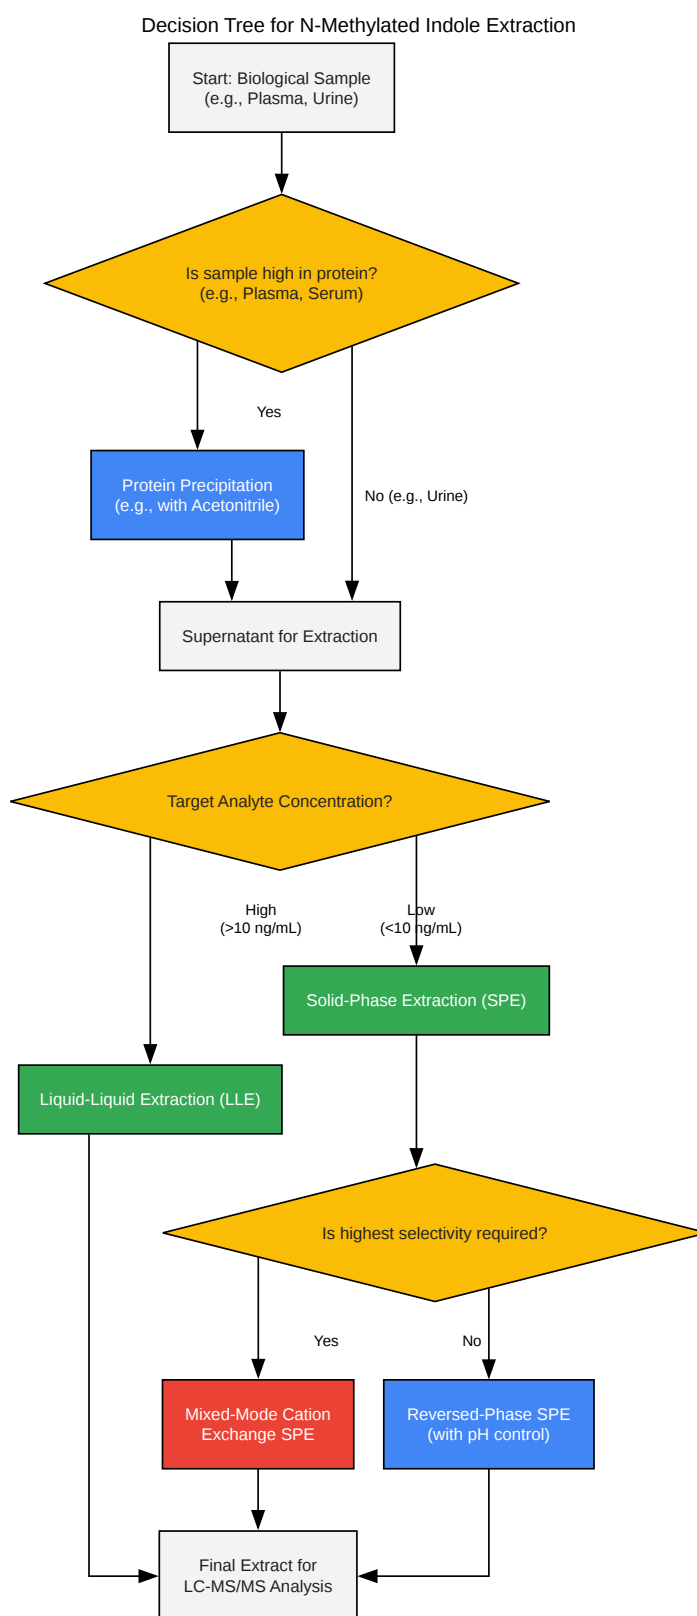 Decision Tree for N-Methylated Indole Extraction
Start: Biological Sample
(e.g., Plasma, Urine)
Is sample high in protein?
(e.g., Plasma, Serum)
Yes
Protein Precipitation
(e.g., with Acetonitrile)
No (e.g., Urine)
Supernatant for Extraction
Target Analyte Concentration?
High
(>10 ng/mL)
Low
(<10 ng/mL)
Solid-Phase Extraction (SPE)
Liquid-Liquid Extraction (LLE)
Is highest selectivity required?
Yes
No
Mixed-Mode Cation
Exchange SPE
Reversed-Phase SPE
(with pH control)
Final Extract for
LC-MS/MS Analysis